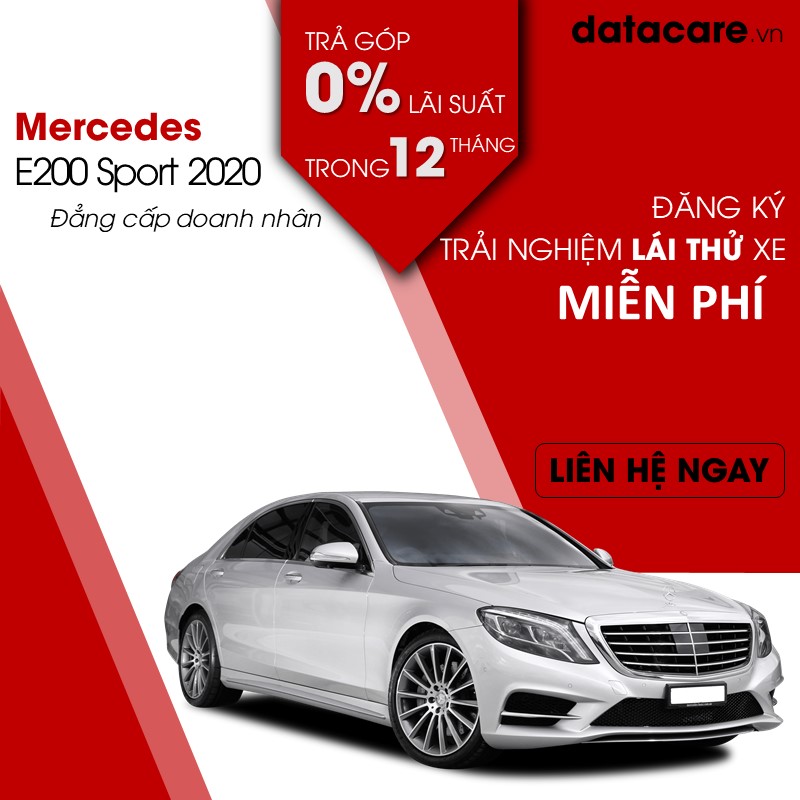 datacare.vn
TRẢ GÓP
0% LÃI SUẤT
TRONG 12 THÁNG
Mercedes
E200 Sport 2020
Đẳng cấp doanh nhân
ĐĂNG KÝ
TRẢI NGHIỆM LÁI THỬ XE
MIỄN PHÍ
LIÊN HỆ NGAY